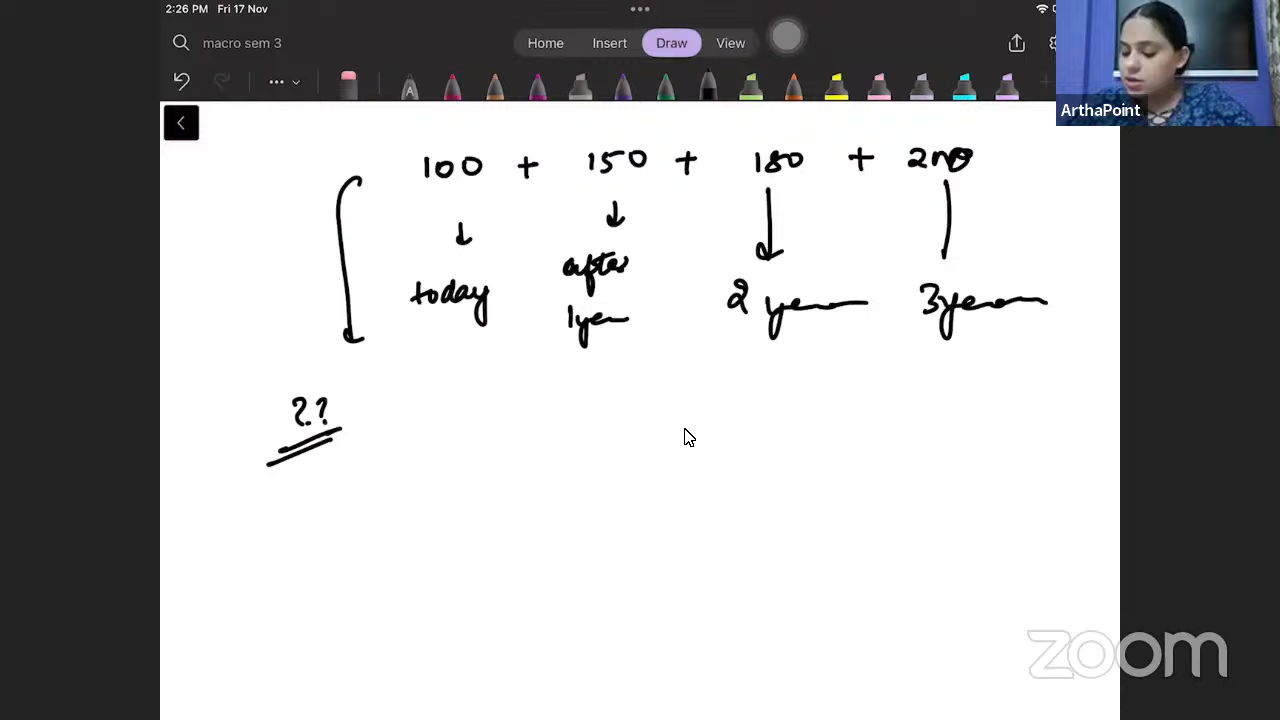 2:26 PM Fri 17 Nov
macro sem 3
Home Insert Draw View
A
ArthaPoint
100 + 150 + 180 + 200
today
after
1 year
2 year
3 year
??
zoom